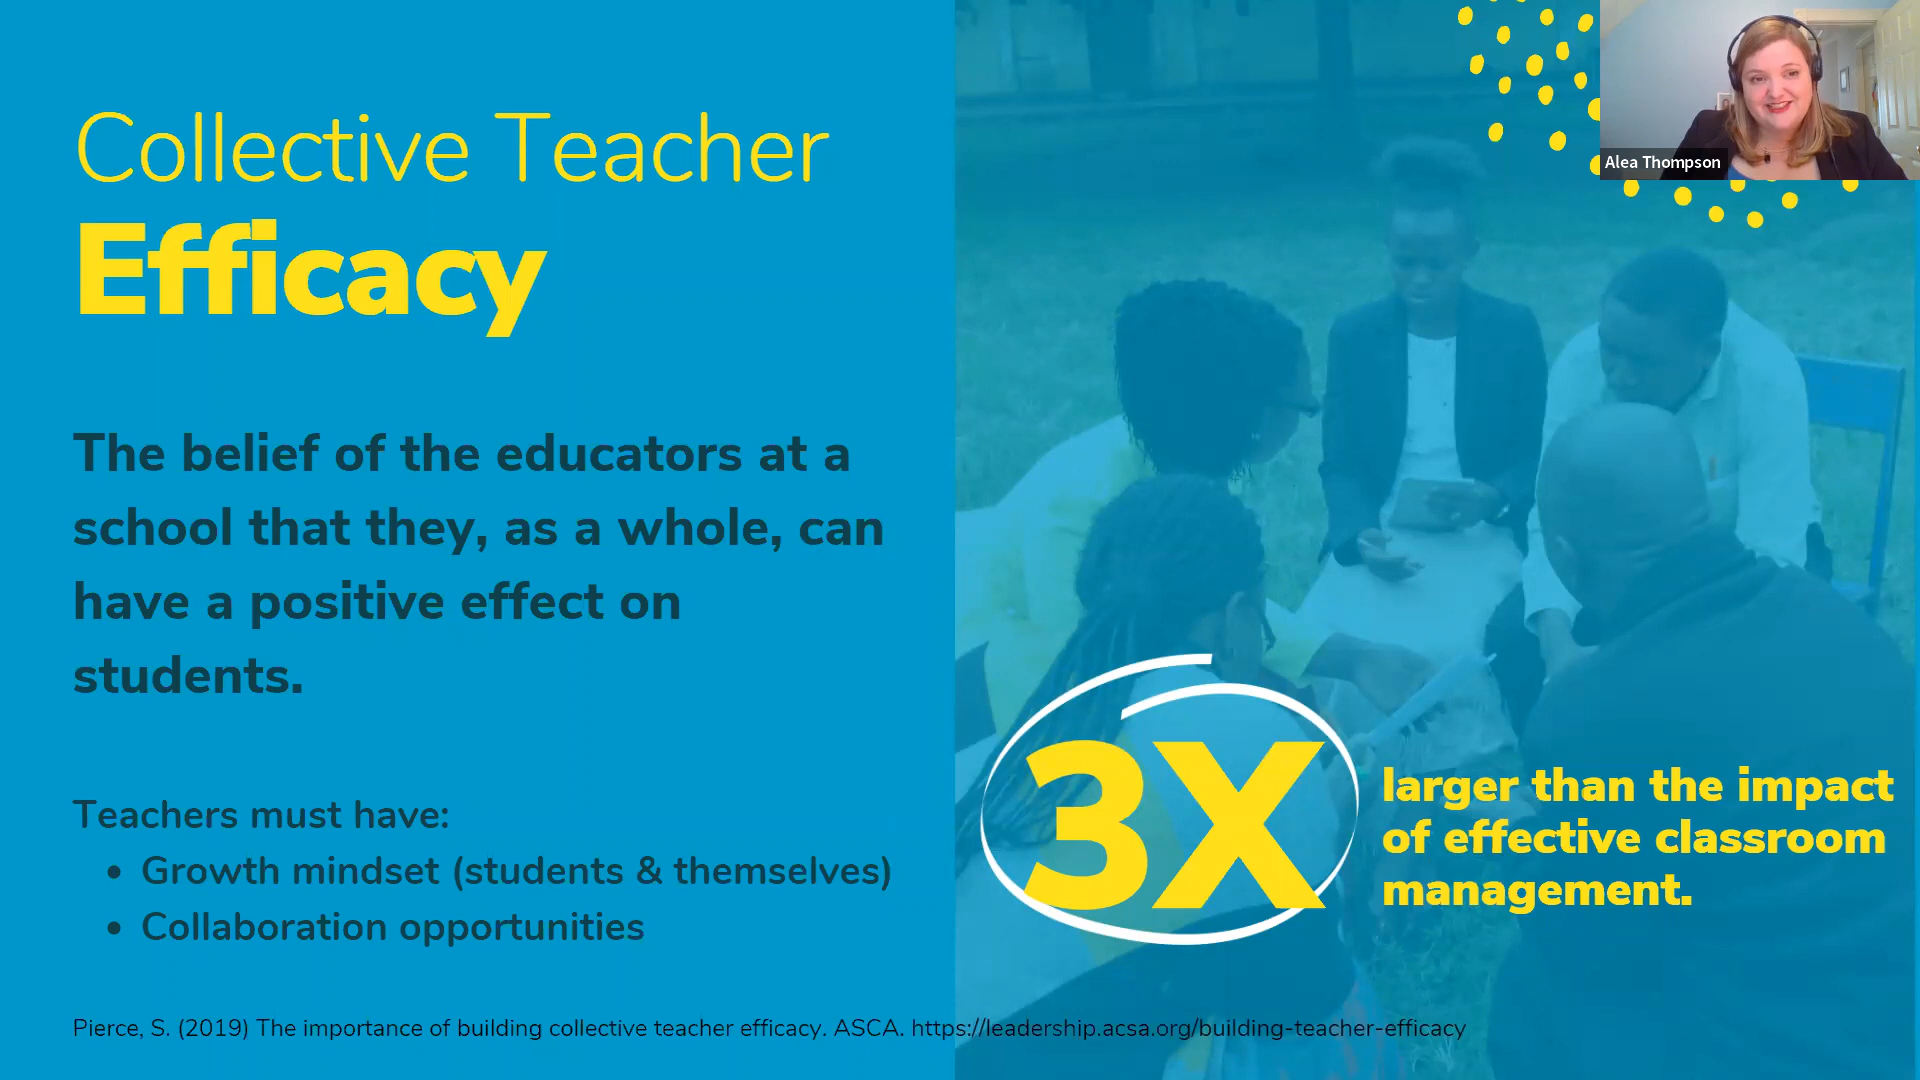 Collective Teacher
Efficacy
The belief of the educators at a
school that they, as a whole, can
have a positive effect on
students.
Teachers must have:
• Growth mindset (students & themselves)
• Collaboration opportunities
3X
larger than the impact
of effective classroom
management.
Pierce, S. (2019) The importance of building collective teacher efficacy. ASCA. https://leadership.acsa.org/building-teacher-efficacy
Alea Thompson